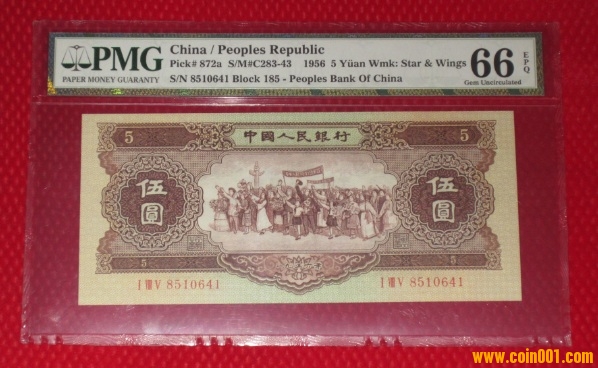 PMG
PAPER MONEY GUARANTY
China / Peoples Republic
Pick# 872a S/M#C283-43 1956 5 Yüan Wmk: Star & Wings
S/N 8510641 Block 185 - Peoples Bank Of China
66 EPQ
Gem Uncirculated
5 中國人民銀行 5
伍圓 伍圓
5 5
I VIII V 8510641 I VIII V 8510641
www.coin001.com